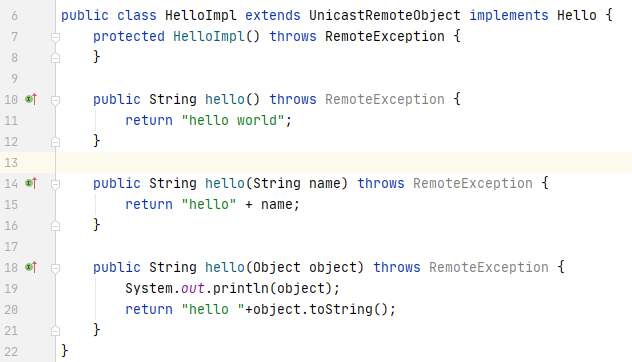 6 public class HelloImpl extends UnicastRemoteObject implements Hello {
7     protected HelloImpl() throws RemoteException {
8     }
9
10     public String hello() throws RemoteException {
11         return "hello world";
12     }
13
14     public String hello(String name) throws RemoteException {
15         return "hello" + name;
16     }
17
18     public String hello(Object object) throws RemoteException {
19         System.out.println(object);
20         return "hello "+object.toString();
21     }
22 }